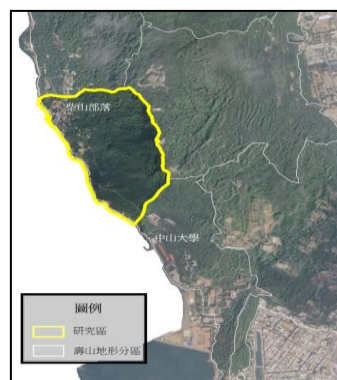 柴山部落
中山大學
圖例
研究區
壽山地形分區